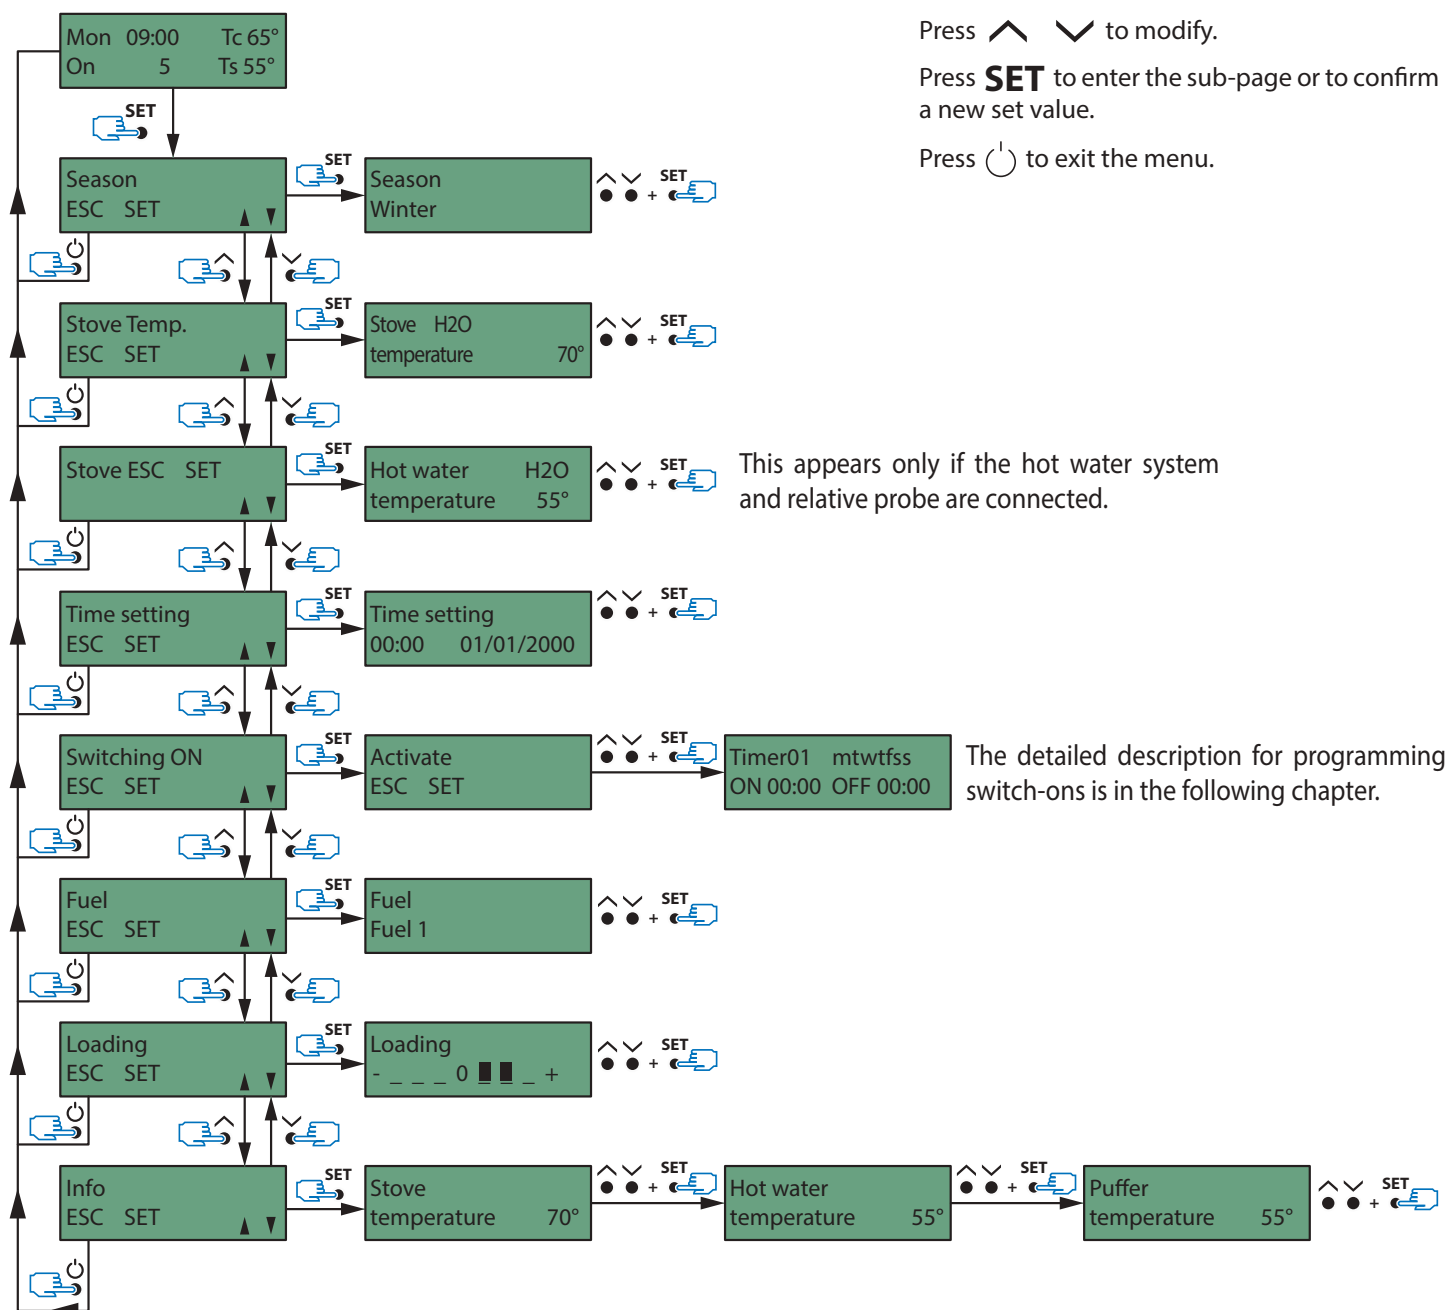 Mon 09:00 Tc 65°
On 5 Ts 55°
Press to modify.
Press SET to enter the sub-page or to confirm
a new set value.
Press to exit the menu.
SET
Season
ESC SET
SET
Season
Winter
SET
+
Stove Temp.
ESC SET
SET
Stove H2O
temperature 70°
SET
+
Stove ESC SET
SET
Hot water H2O
temperature 55°
SET
+
This appears only if the hot water system
and relative probe are connected.
Time setting
ESC SET
SET
Time setting
00:00 01/01/2000
SET
+
Switching ON
ESC SET
SET
Activate
ESC SET
SET
+
Timer01 mtwtfss
ON 00:00 OFF 00:00
The detailed description for programming
switch-ons is in the following chapter.
Fuel
ESC SET
SET
Fuel
Fuel 1
SET
+
Loading
ESC SET
SET
Loading
- _ _ _ 0 █ █ _ +
SET
+
Info
ESC SET
SET
Stove
temperature 70°
SET
+
Hot water
temperature 55°
SET
+
Puffer
temperature 55°
SET
+